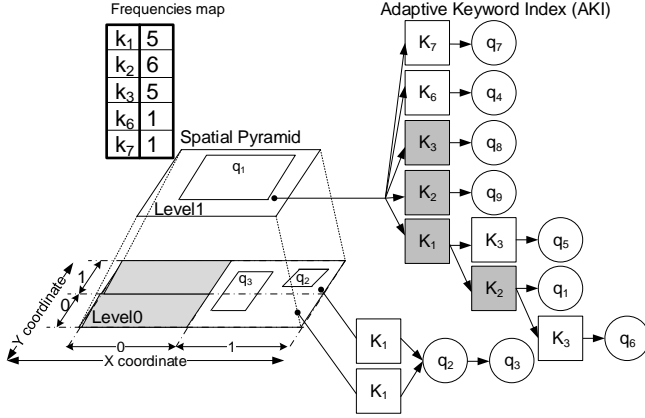 Frequencies map
Adaptive Keyword Index (AKI)
k1 5
k2 6
k3 5
k6 1
k7 1
Spatial Pyramid
q1
Level1
K7 q7
K6 q4
K3 q8
K2 q9
K1 K3 q5
K2 q1
K3 q6
q3 q2
Level0
1
0
Y coordinate
0 1
X coordinate
K1
q2 q3
K1